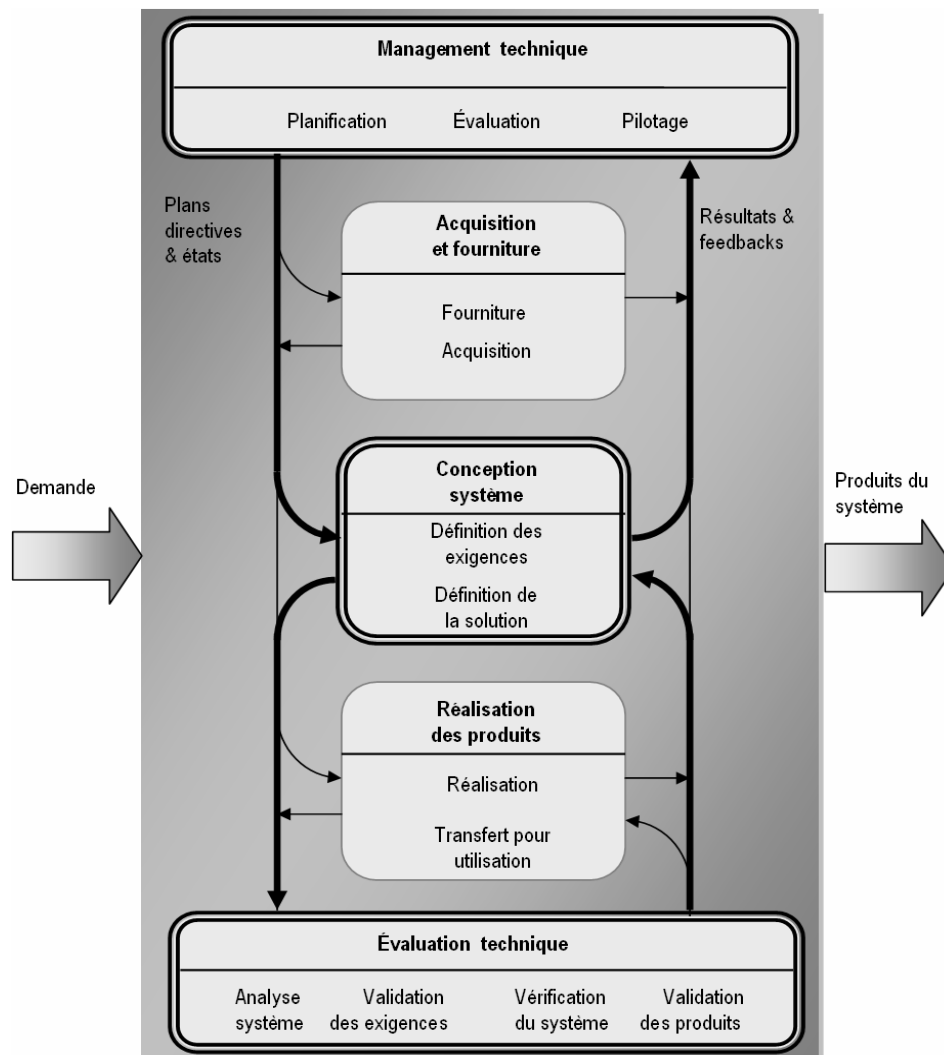 Management technique
Planification Évaluation Pilotage
Plans
directives
& états
Résultats &
feedbacks
Acquisition
et fourniture
Fourniture
Acquisition
Demande
Conception
système
Définition des
exigences
Définition de
la solution
Produits du
système
Réalisation
des produits
Réalisation
Transfert pour
utilisation
Évaluation technique
Analyse
système
Validation
des exigences
Vérification
du système
Validation
des produits